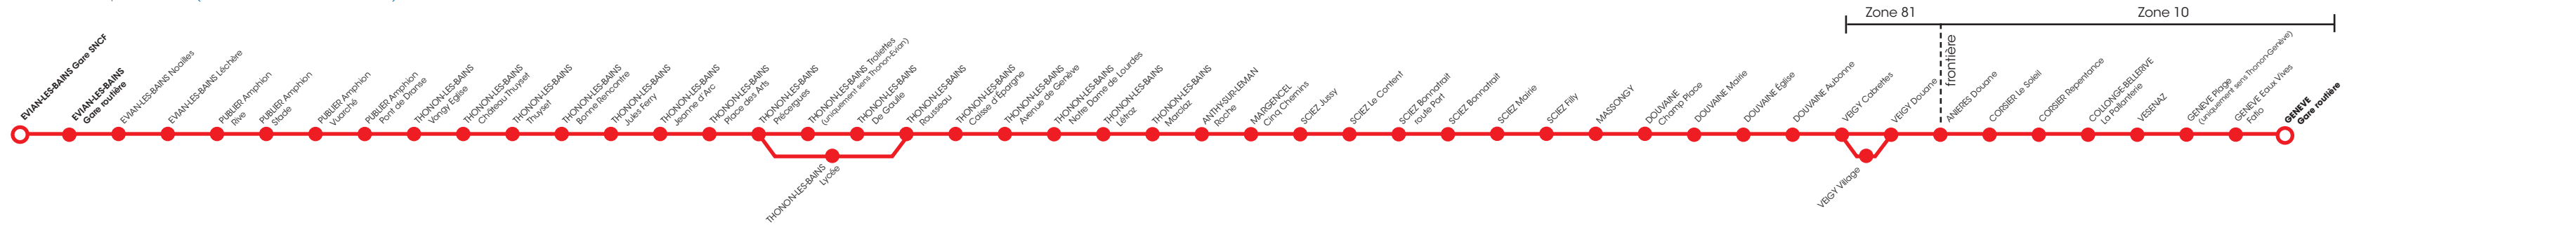 Zone 81
Zone 10
frontière
EVIAN-LES-BAINS Gare SNCF
EVIAN-LES-BAINS
Gare routière
EVIAN-LES-BAINS Noailles
EVIAN-LES-BAINS Léchère
PUBLIER Amphion
Rive
PUBLIER Amphion
Stade
PUBLIER Amphion
Vuarché
PUBLIER Amphion
Pont de Dranse
THONON-LES-BAINS
Vongy Eglise
THONON-LES-BAINS
Château Thuyset
THONON-LES-BAINS
Thuyset
THONON-LES-BAINS
Bonne Rencontre
THONON-LES-BAINS
Jules Ferry
THONON-LES-BAINS
Jeanne d'Arc
THONON-LES-BAINS
Place des Arts
THONON-LES-BAINS
Précergues
THONON-LES-BAINS
Lycée
THONON-LES-BAINS Trolliettes
(uniquement sens Thonon-Evian)
THONON-LES-BAINS
De Gaulle
THONON-LES-BAINS
Rousseau
THONON-LES-BAINS
Caisse d'Epargne
THONON-LES-BAINS
Avenue de Genève
THONON-LES-BAINS
Notre Dame de Lourdes
THONON-LES-BAINS
Létraz
THONON-LES-BAINS
Marclaz
ANTHY-SUR-LEMAN
Roche
MARGENCEL
Cinq Chemins
SCIEZ Jussy
SCIEZ Le Content
SCIEZ Bonnatrait
route Port
SCIEZ Bonnatrait
SCIEZ Mairie
SCIEZ Filly
MASSONGY
DOUVAINE
Champ Place
DOUVAINE Mairie
DOUVAINE Eglise
DOUVAINE Aubonne
VEIGY Cabrettes
VEIGY Village
VEIGY Douane
ANIERES Douane
CORSIER Le Soleil
CORSIER Repentance
COLLONGE-BELLERIVE
La Pallanterie
VESENAZ
GENEVE Plage
(uniquement sens Thonon-Genève)
GENEVE Eaux Vives
Fatio
GENEVE
Gare routière